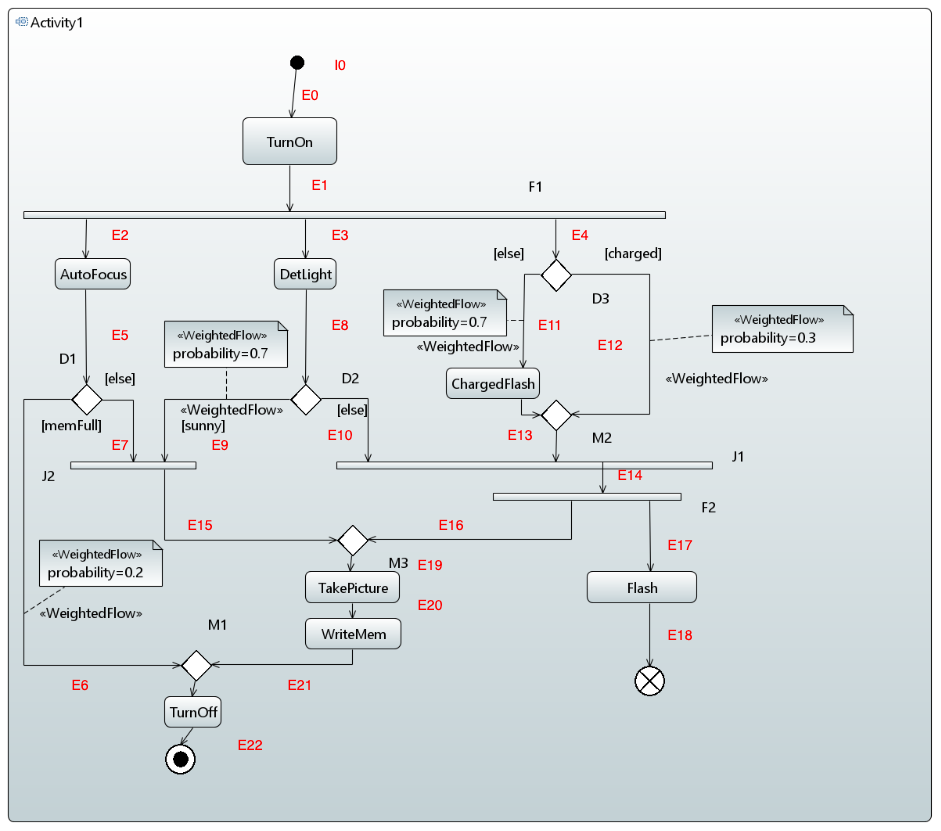 Activity1
I0
E0
TurnOn
E1
F1
E2
E3
E4
[else]
[charged]
AutoFocus
DetLight
D3
«WeightedFlow»
probability=0.7
E11
«WeightedFlow»
«WeightedFlow»
probability=0.3
E12
«WeightedFlow»
E5
E8
«WeightedFlow»
probability=0.7
D1
[else]
D2
ChargedFlash
«WeightedFlow»
[sunny]
[else]
[memFull]
E7
E9
E10
E13
M2
J2
J1
E14
F2
E15
E16
E17
M3
E19
«WeightedFlow»
probability=0.2
«WeightedFlow»
TakePicture
Flash
E20
M1
WriteMem
E18
E6
E21
TurnOff
E22